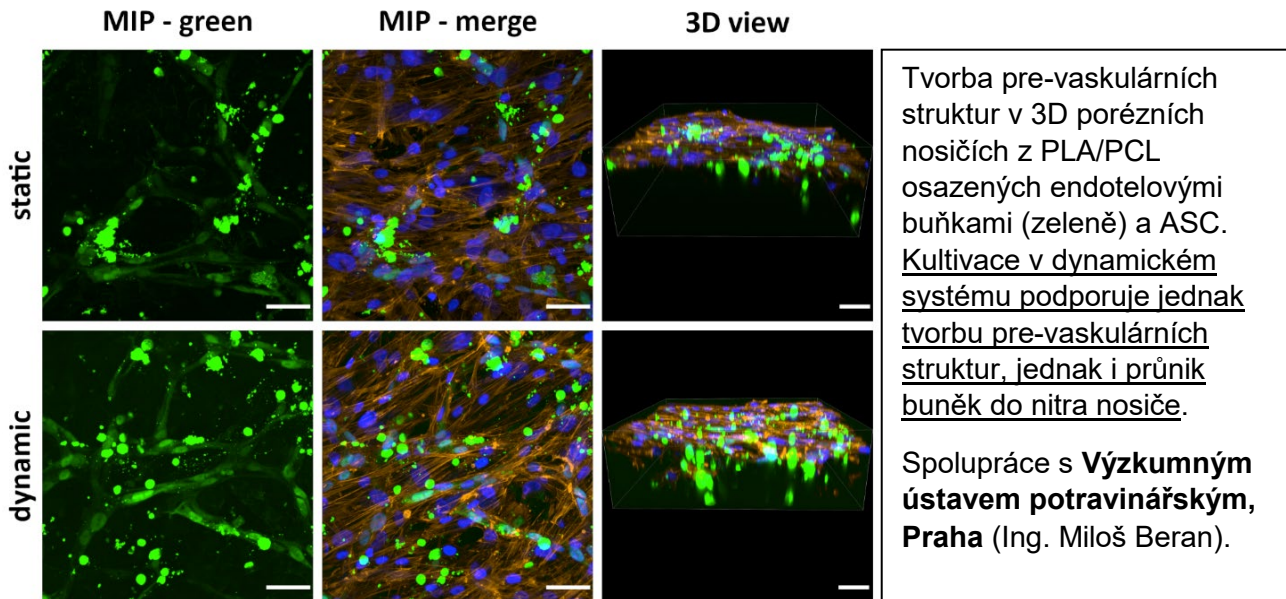 MIP - green
MIP - merge
3D view
static
dynamic
Tvorba pre-vaskulárních
struktur v 3D porézních
nosičích z PLA/PCL
osazených endotelovými
buňkami (zeleně) a ASC.
Kultivace v dynamickém
systému podporuje jednak
tvorbu pre-vaskulárních
struktur, jednak i průnik
buněk do nitra nosiče.
Spolupráce s Výzkumným
ústavem potravinářským,
Praha (Ing. Miloš Beran).